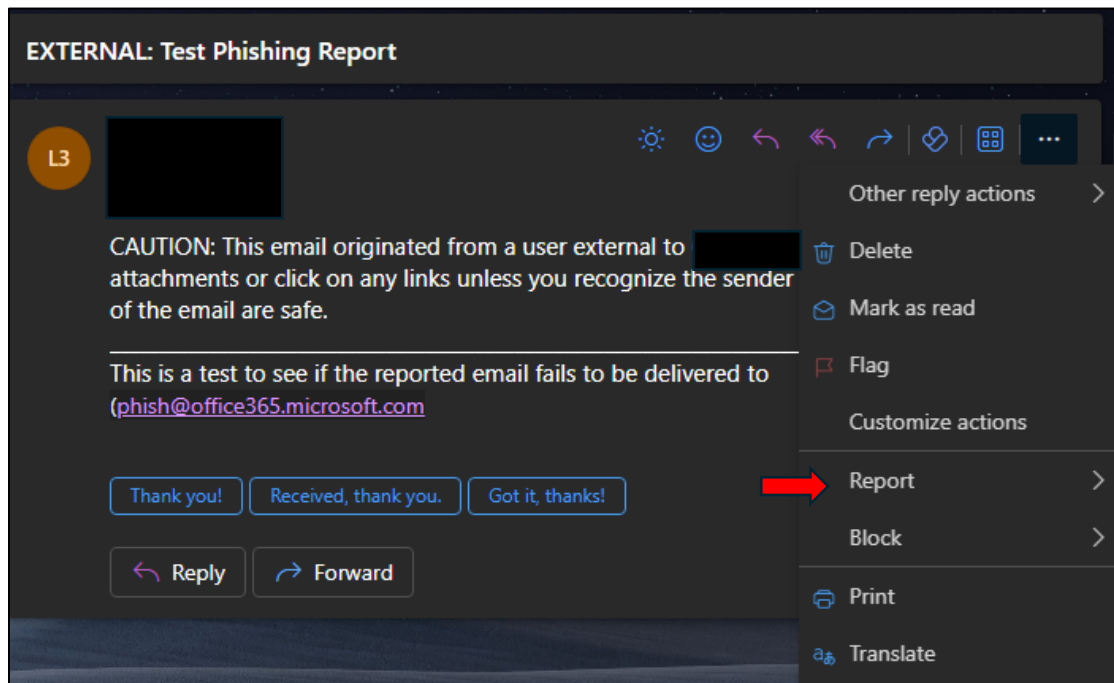 EXTERNAL: Test Phishing Report
L3
Other reply actions
CAUTION: This email originated from a user external to
attachments or click on any links unless you recognize the sender
of the email are safe.
This is a test to see if the reported email fails to be delivered to
(phish@office365.microsoft.com
Thank you!
Received, thank you.
Got it, thanks!
Reply
Forward
Delete
Mark as read
Flag
Customize actions
Report
Block
Print
Translate